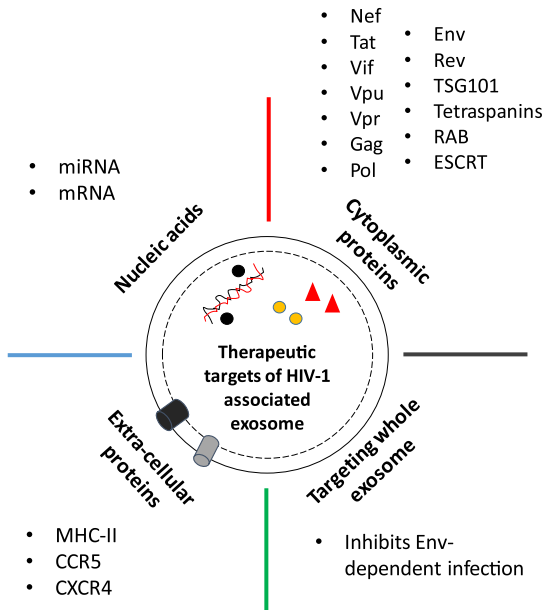 Nef
Tat
Vif
Vpu
Vpr
Gag
Pol
Env
Rev
TSG101
Tetraspanins
RAB
ESCRT
miRNA
mRNA
Nucleic acids
Cytoplasmic
proteins
Therapeutic
targets of HIV-1
associated
exosome
Extra-cellular
proteins
Targeting whole
exosome
MHC-II
CCR5
CXCR4
Inhibits Env-
dependent infection